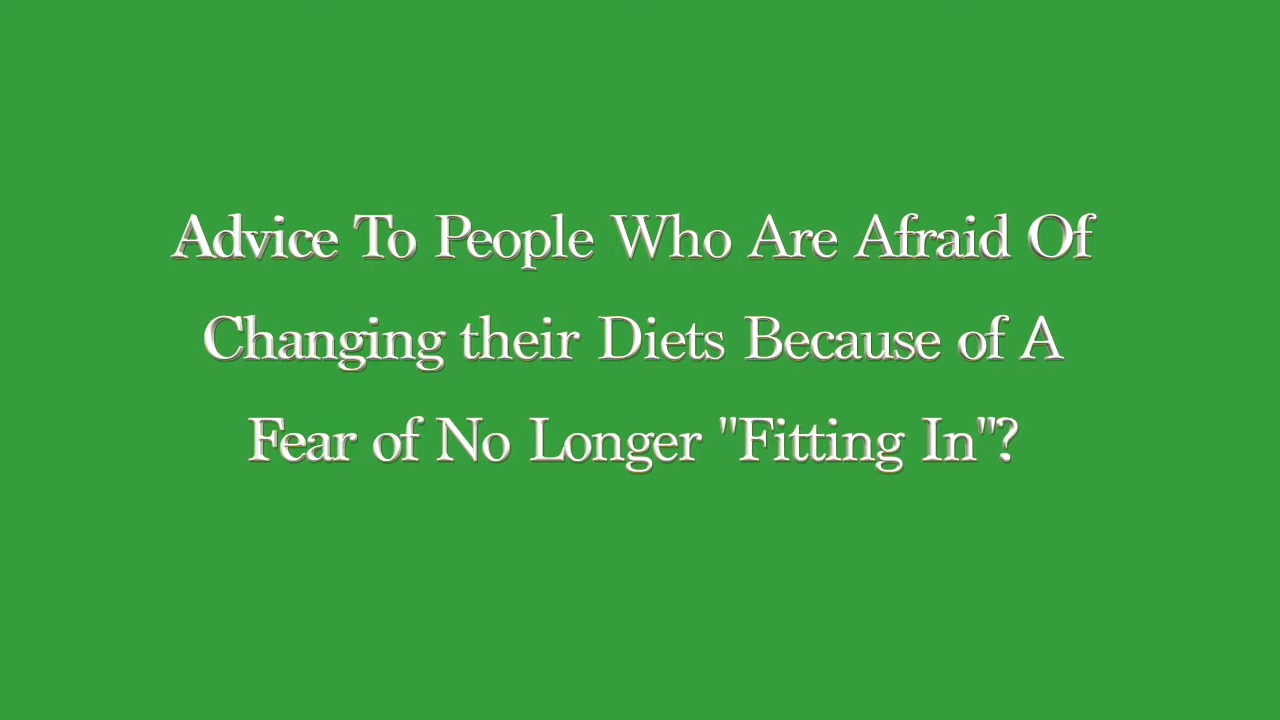 Advice To People Who Are Afraid Of
Changing their Diets Because of A
Fear of No Longer "Fitting In"?